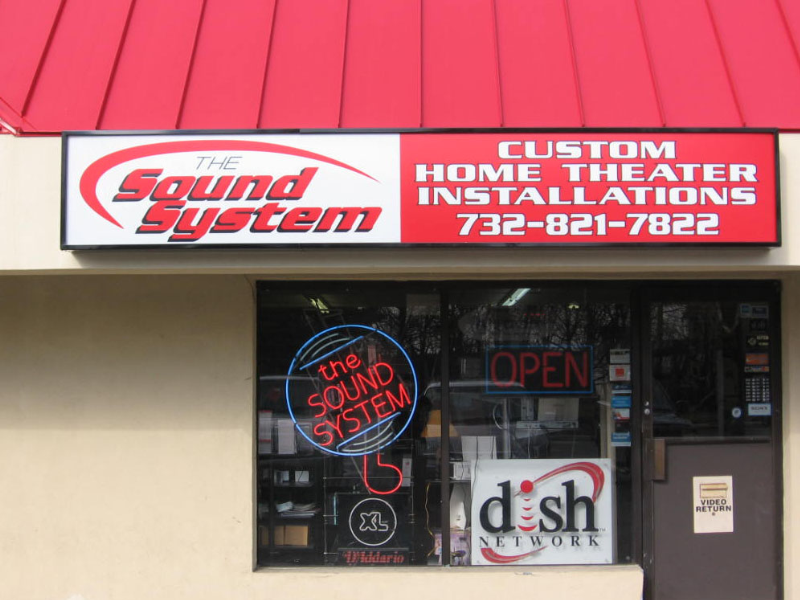 THE
Sound
System
CUSTOM
HOME THEATER
INSTALLATIONS
732-821-7822
the
SOUND
SYSTEM
OPEN
XL
D'Addario
dish
NETWORK
VIDEO
RETURN